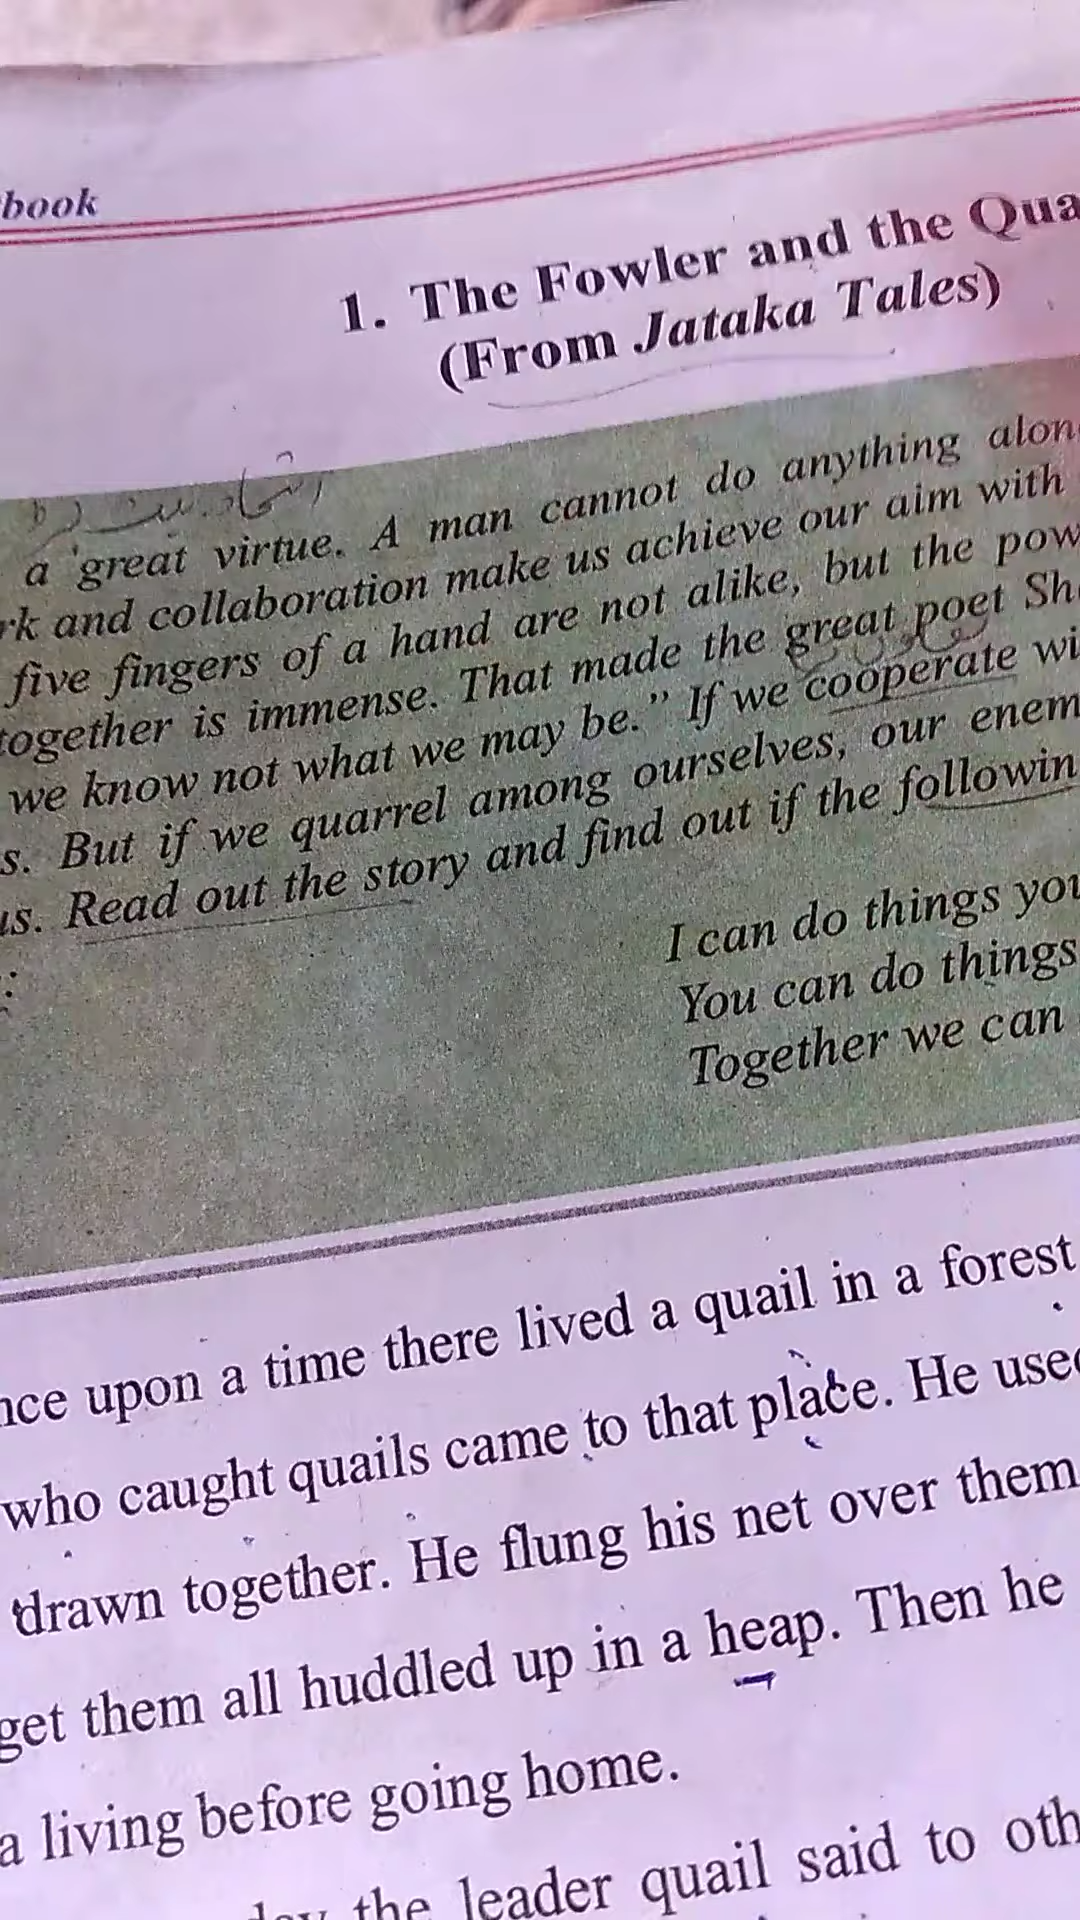 book
1. The Fowler and the Qua
(From Jataka Tales)
a great virtue. A man cannot do anything alon
rk and collaboration make us achieve our aim with
five fingers of a hand are not alike, but the pow
together is immense. That made the great poet Sh
we know not what we may be.” If we cooperate wi
s. But if we quarrel among ourselves, our enem
us. Read out the story and find out if the followin
:
I can do things you
You can do things
Together we can
nce upon a time there lived a quail in a forest
who caught quails came to that place. He used
drawn together. He flung his net over them
get them all huddled up in a heap. Then he
a living before going home.
day the leader quail said to oth